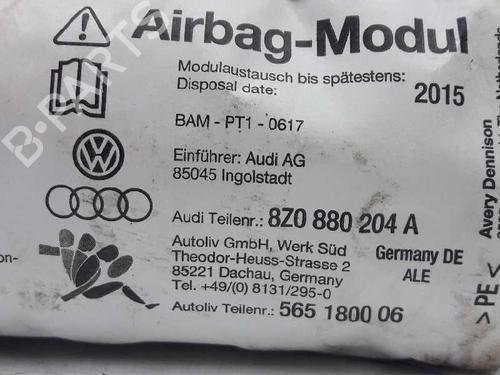 Airbag-Modul
Modulaustausch bis spätestens:
Disposal date: 2015
BAM - PT1 - 0617
Einführer: Audi AG
85045 Ingolstadt
Audi Teilenr.: 8Z0 880 204 A
Autoliv GmbH, Werk Süd
Theodor-Heuss-Strasse 2
85221 Dachau, Germany
Tel. +49/(0) 8131/295-0
Germany DE
ALE
Autoliv Teilenr.: 565 1800 06
on-
>PE<
Avery Dennison
B-PARTS